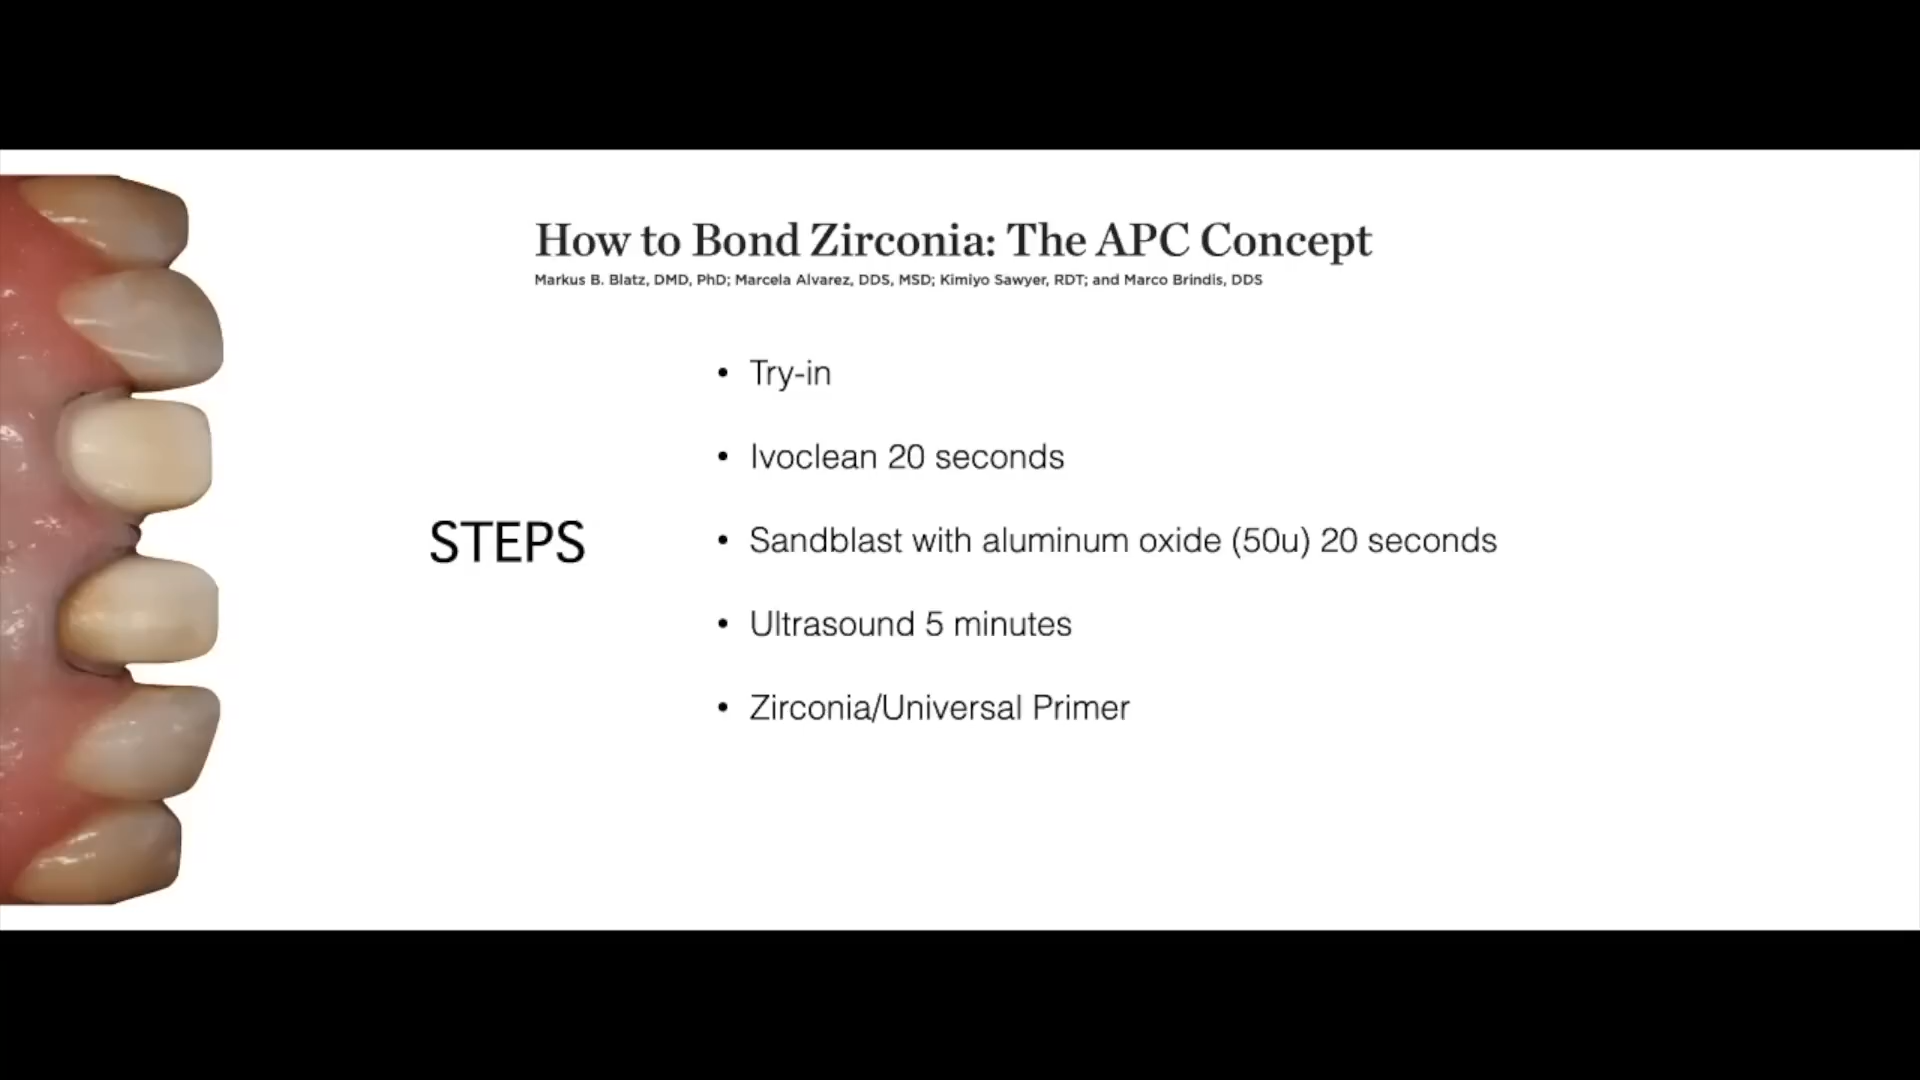 How to Bond Zirconia: The APC Concept
Markus B. Blatz, DMD, PhD; Marcela Alvarez, DDS, MSD; Kimiyo Sawyer, RDT; and Marco Brindis, DDS
STEPS
• Try-in
• Ivoclean 20 seconds
• Sandblast with aluminum oxide (50u) 20 seconds
• Ultrasound 5 minutes
• Zirconia/Universal Primer